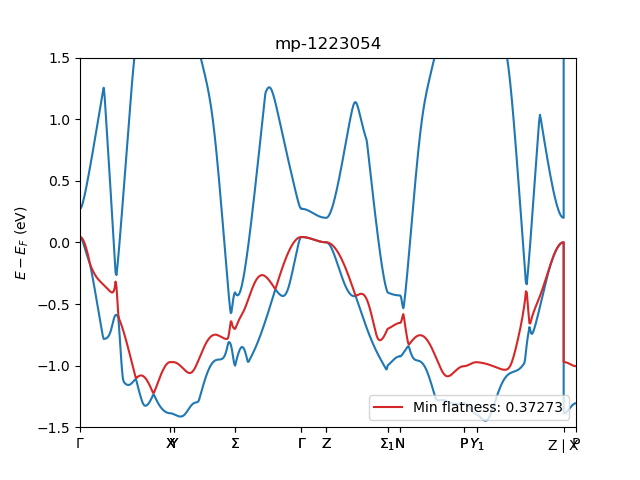 mp-1223054
E − E_F (eV)
1.5
1.0
0.5
0.0
−0.5
−1.0
−1.5
Min flatness: 0.37273
Γ X Y Σ Γ Z Σ₁ N P Y₁ Z | X P